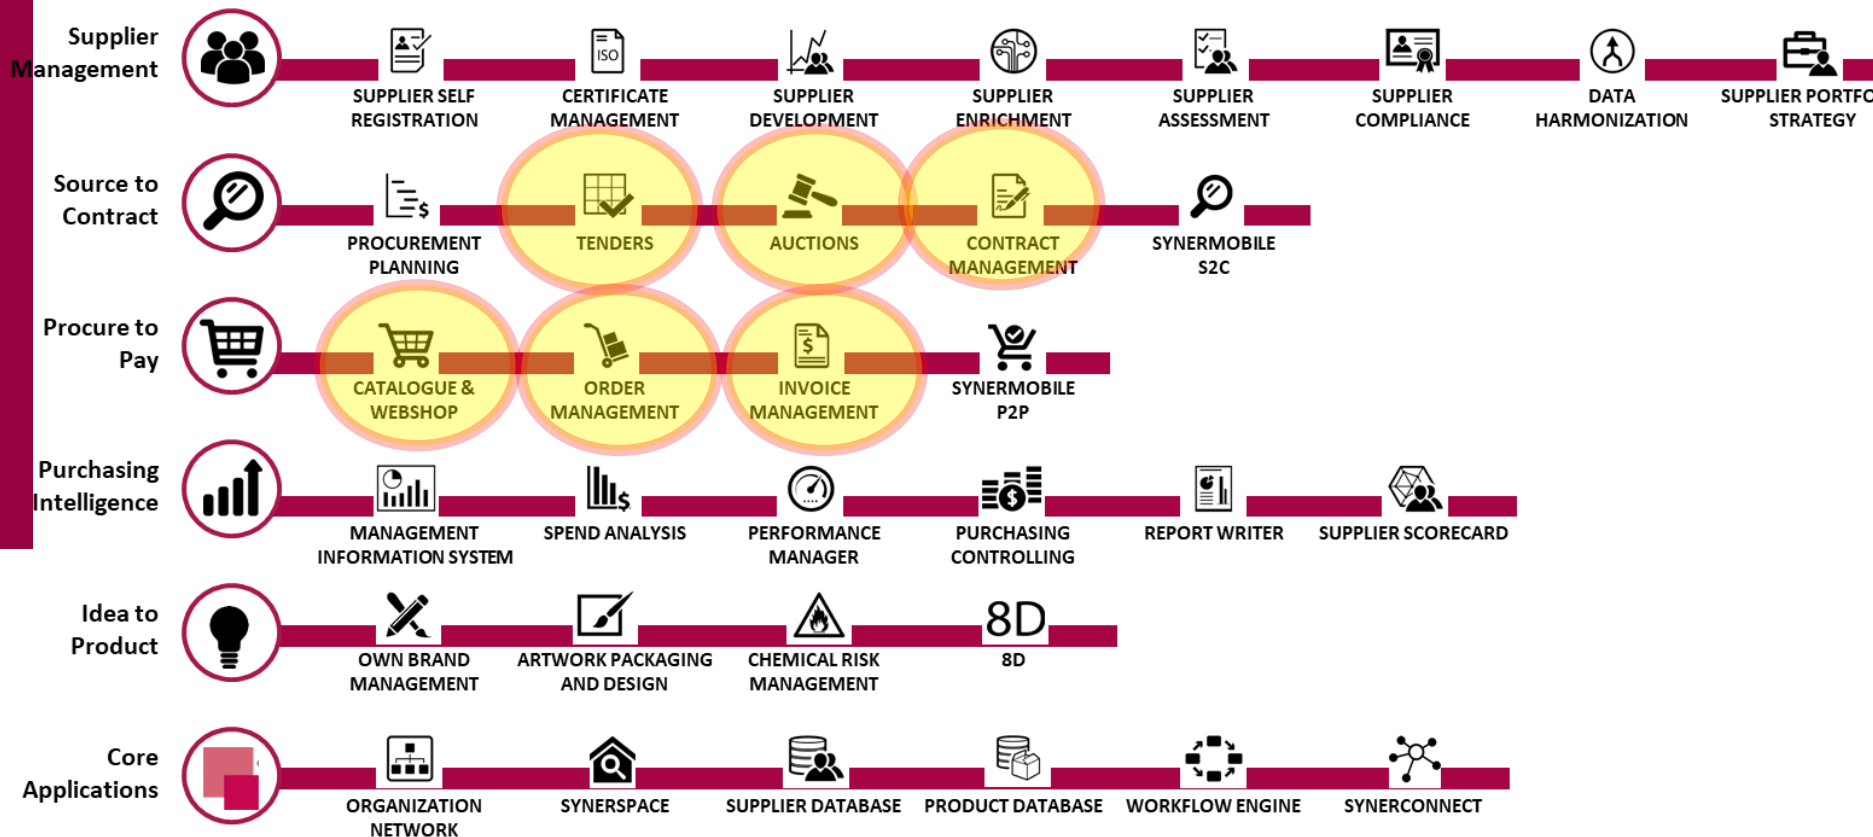 Supplier
Management
ISO
SUPPLIER SELF
REGISTRATION
CERTIFICATE
MANAGEMENT
SUPPLIER
DEVELOPMENT
SUPPLIER
ENRICHMENT
SUPPLIER
ASSESSMENT
SUPPLIER
COMPLIANCE
DATA
HARMONIZATION
SUPPLIER PORTFO
STRATEGY
Source to
Contract
$
PROCUREMENT
PLANNING
TENDERS
AUCTIONS
CONTRACT
MANAGEMENT
SYNERMOBILE
S2C
Procure to
Pay
$
CATALOGUE &
WEBSHOP
ORDER
MANAGEMENT
INVOICE
MANAGEMENT
SYNERMOBILE
P2P
Purchasing
Intelligence
$
$
MANAGEMENT
INFORMATION SYSTEM
SPEND ANALYSIS
PERFORMANCE
MANAGER
PURCHASING
CONTROLLING
REPORT WRITER
SUPPLIER SCORECARD
Idea to
Product
8D
OWN BRAND
MANAGEMENT
ARTWORK PACKAGING
AND DESIGN
CHEMICAL RISK
MANAGEMENT
8D
Core
Applications
ORGANIZATION
NETWORK
SYNERSPACE
SUPPLIER DATABASE
PRODUCT DATABASE
WORKFLOW ENGINE
SYNERCONNECT